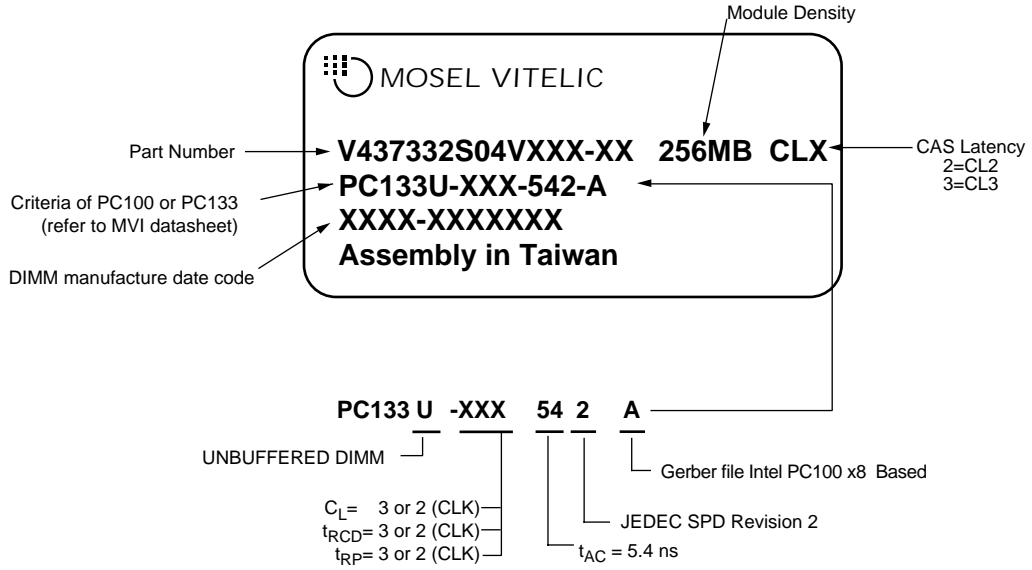 Module Density
MOSEL VITELIC
Part Number
V437332S04VXXX-XX 256MB CLX
CAS Latency
2=CL2
3=CL3
Criteria of PC100 or PC133
(refer to MVI datasheet)
PC133U-XXX-542-A
XXXX-XXXXXXX
DIMM manufacture date code
Assembly in Taiwan
PC133 U -XXX 54 2 A
UNBUFFERED DIMM
Gerber file Intel PC100 x8 Based
CL= 3 or 2 (CLK)
tRCD= 3 or 2 (CLK)
tRP= 3 or 2 (CLK)
JEDEC SPD Revision 2
tAC = 5.4 ns